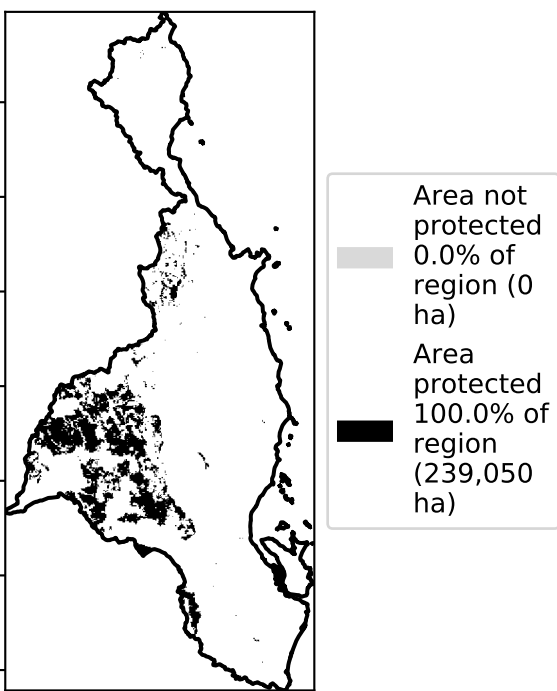 Area not
protected
0.0% of
region (0
ha)
Area
protected
100.0% of
region
(239,050
ha)